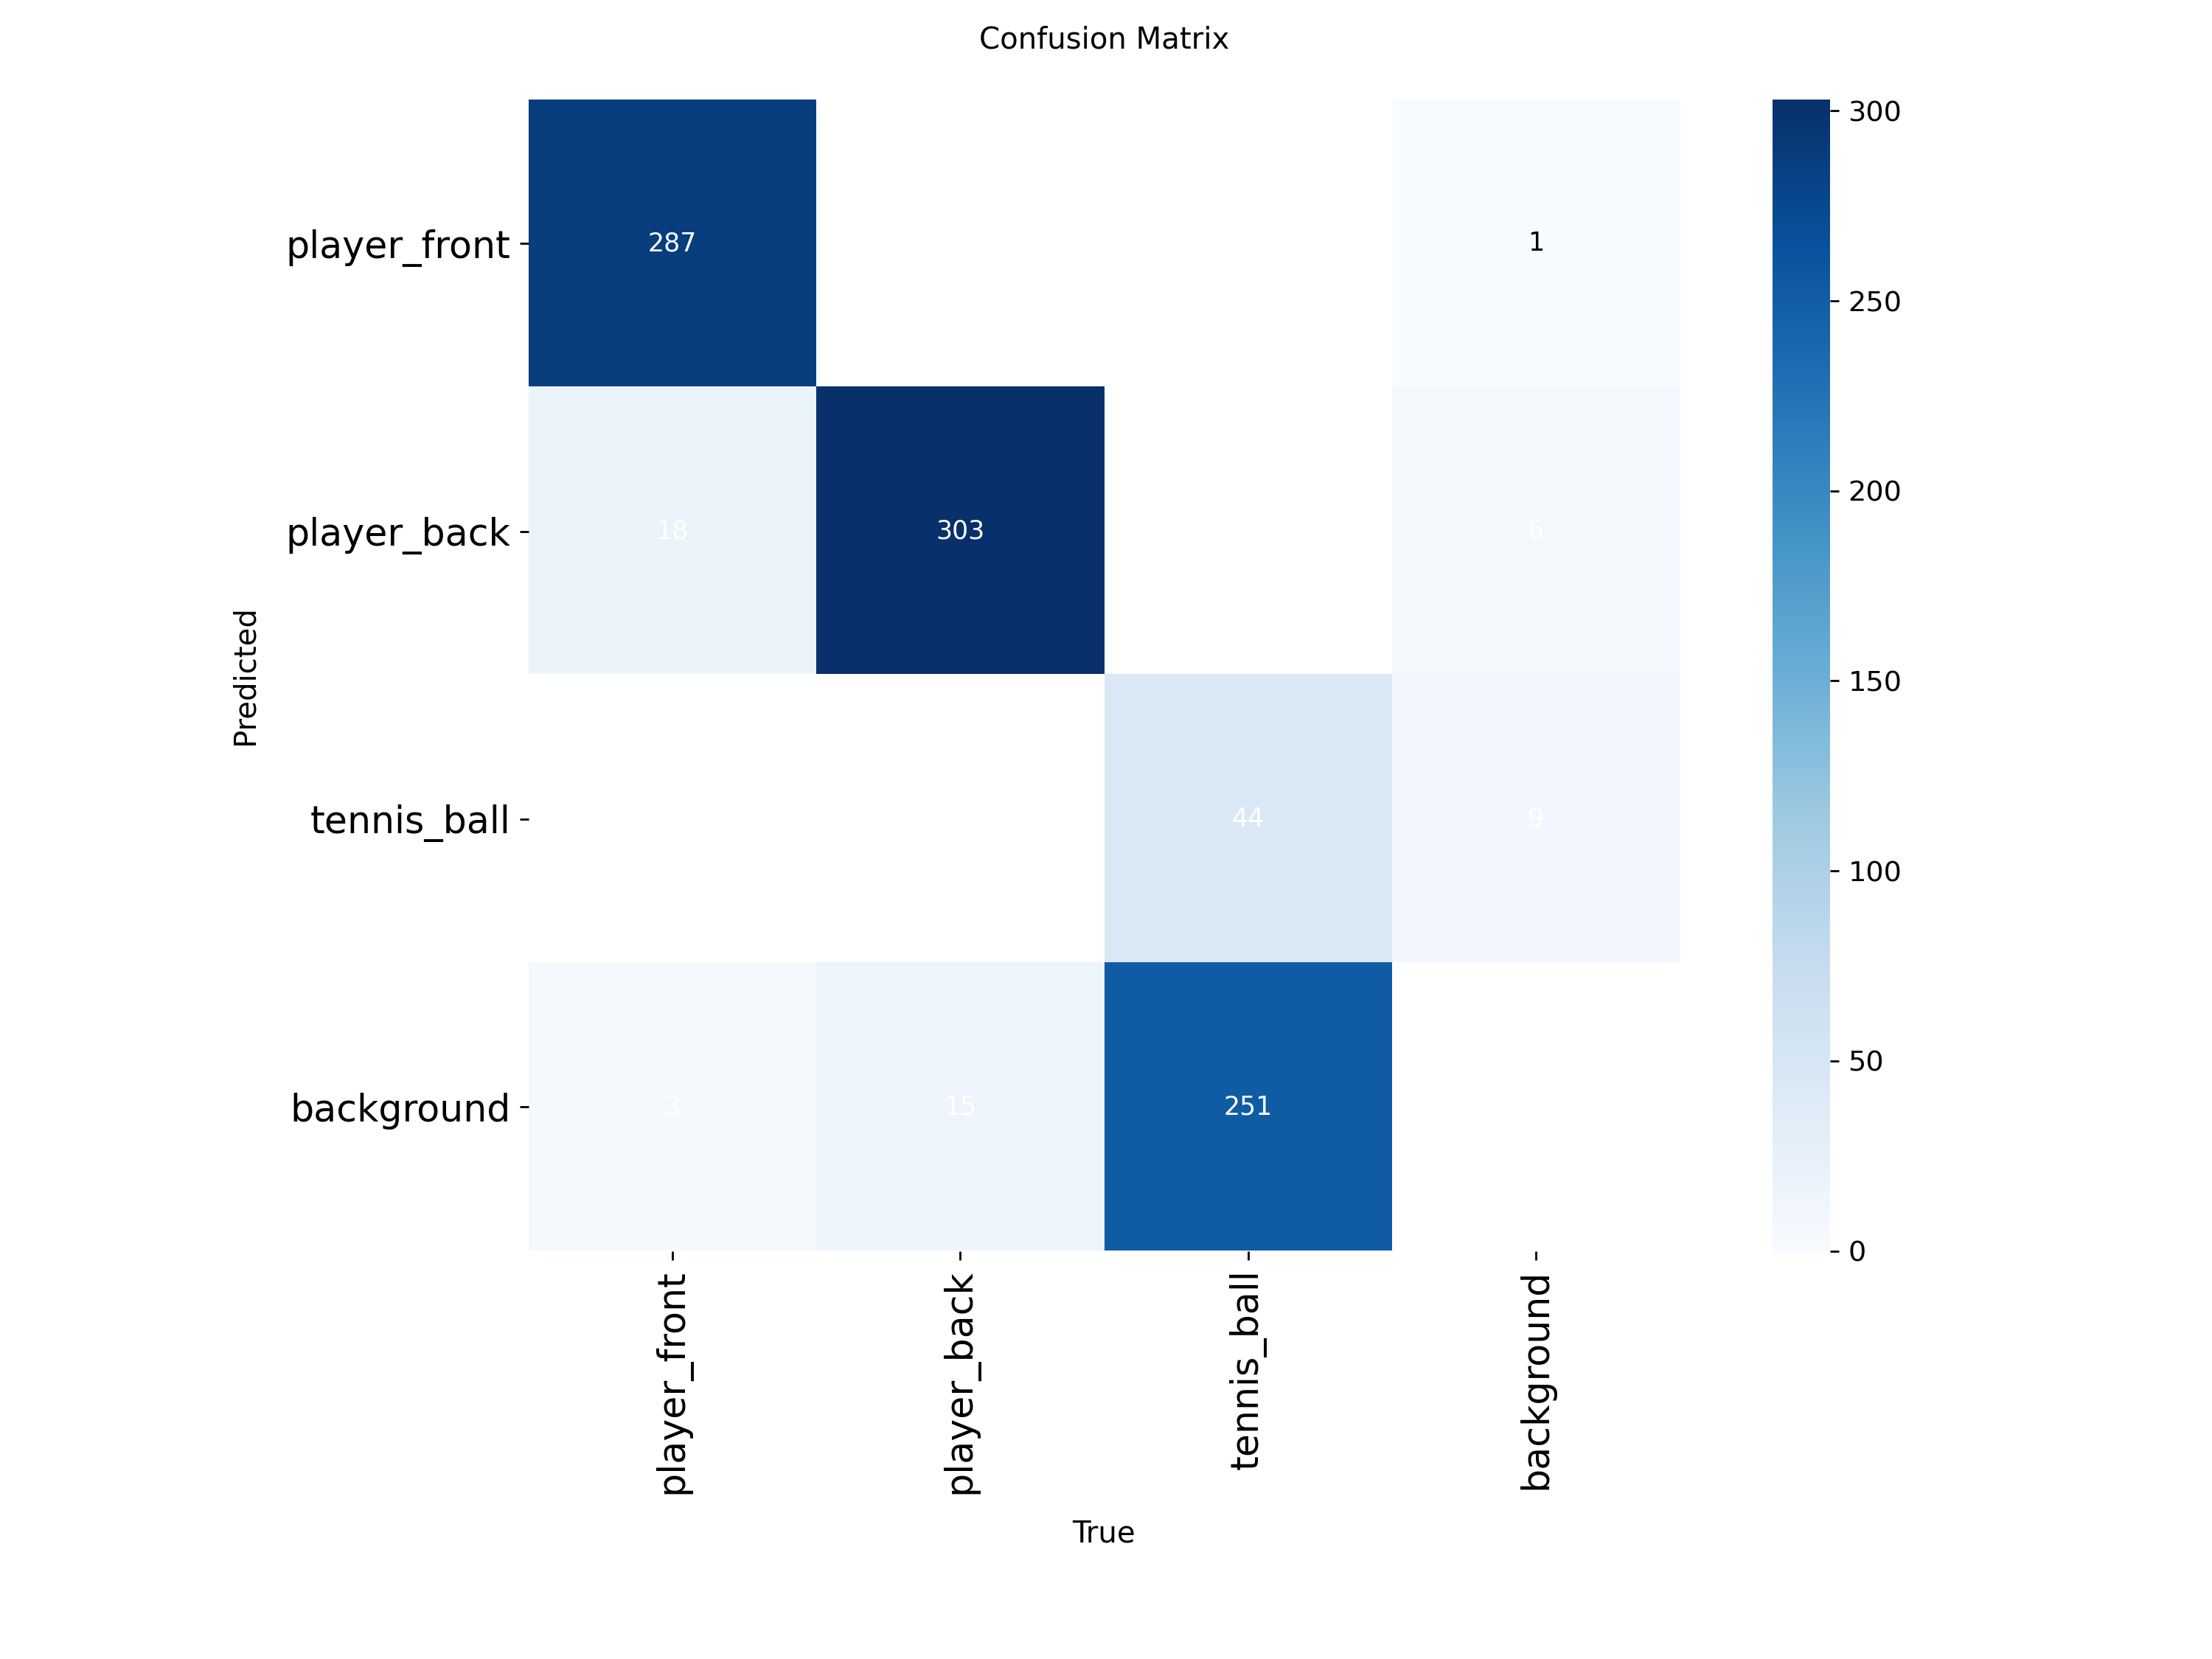 Confusion Matrix
player_front
287
1
300
250
player_back
18
303
6
200
Predicted
150
tennis_ball
44
9
100
50
background
3
15
251
0
player_front
player_back
tennis_ball
background
True